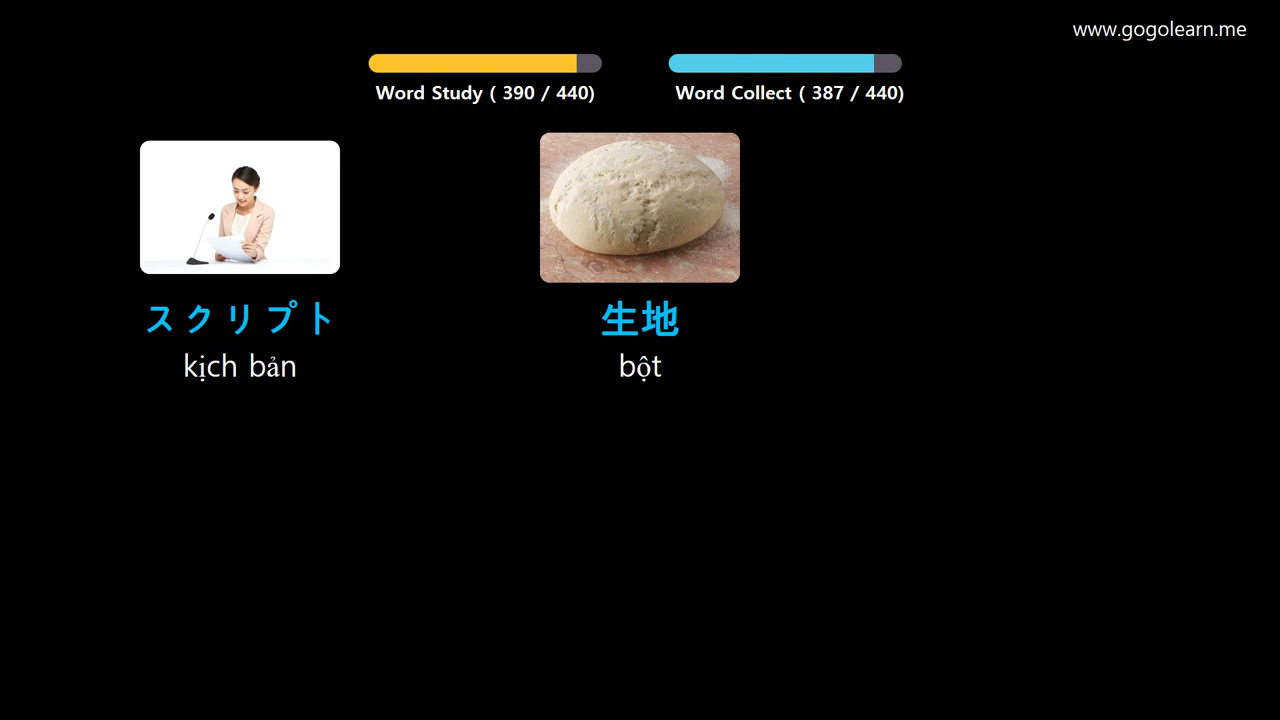 www.gogolearn.me
Word Study ( 390 / 440)
Word Collect ( 387 / 440)
スクリプト
kịch bản
生地
bột